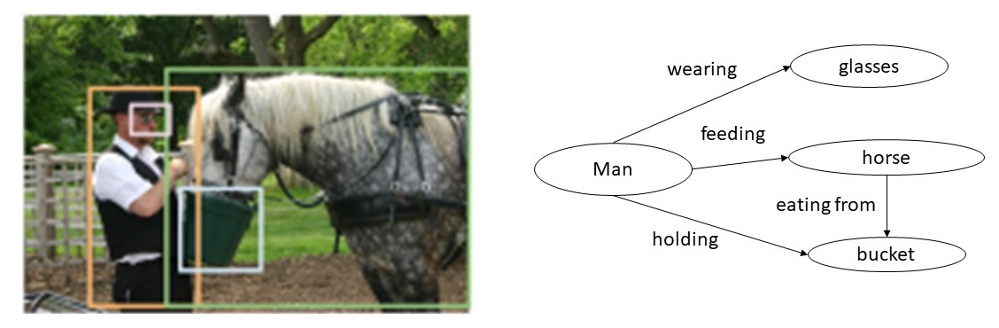 wearing
glasses
feeding
Man
horse
eating from
holding
bucket